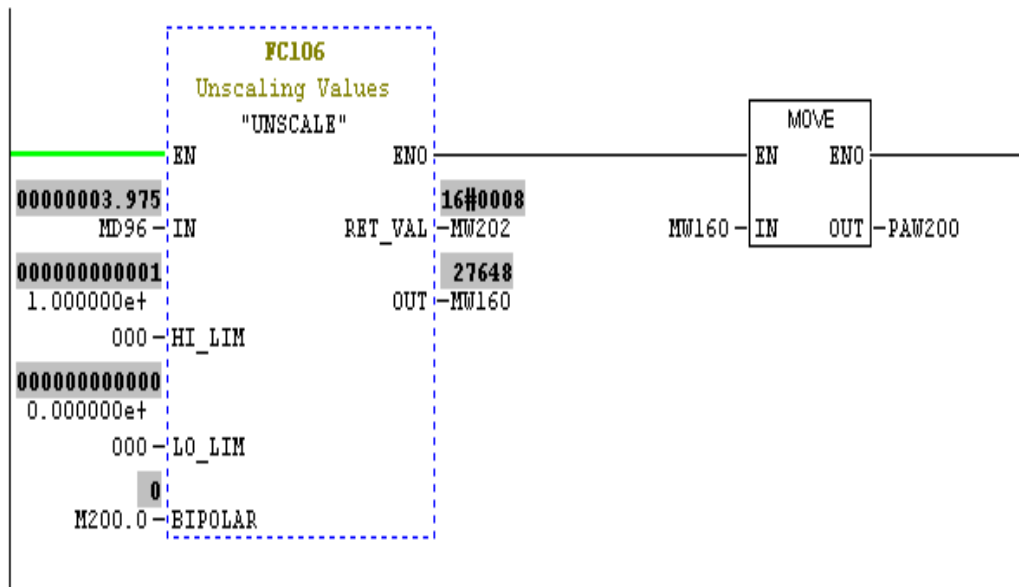 FC106
Unscaling Values
"UNSCALE"
MOVE
EN ENO EN ENO
00000003.975 16#0008
MD96 IN RET_VAL MW202 MW160 IN OUT PAW200
000000000001 27648
1.000000e+ OUT MW160
000 HI_LIM
000000000000
0.000000e+
000 LO_LIM
0
M200.0 BIPOLAR